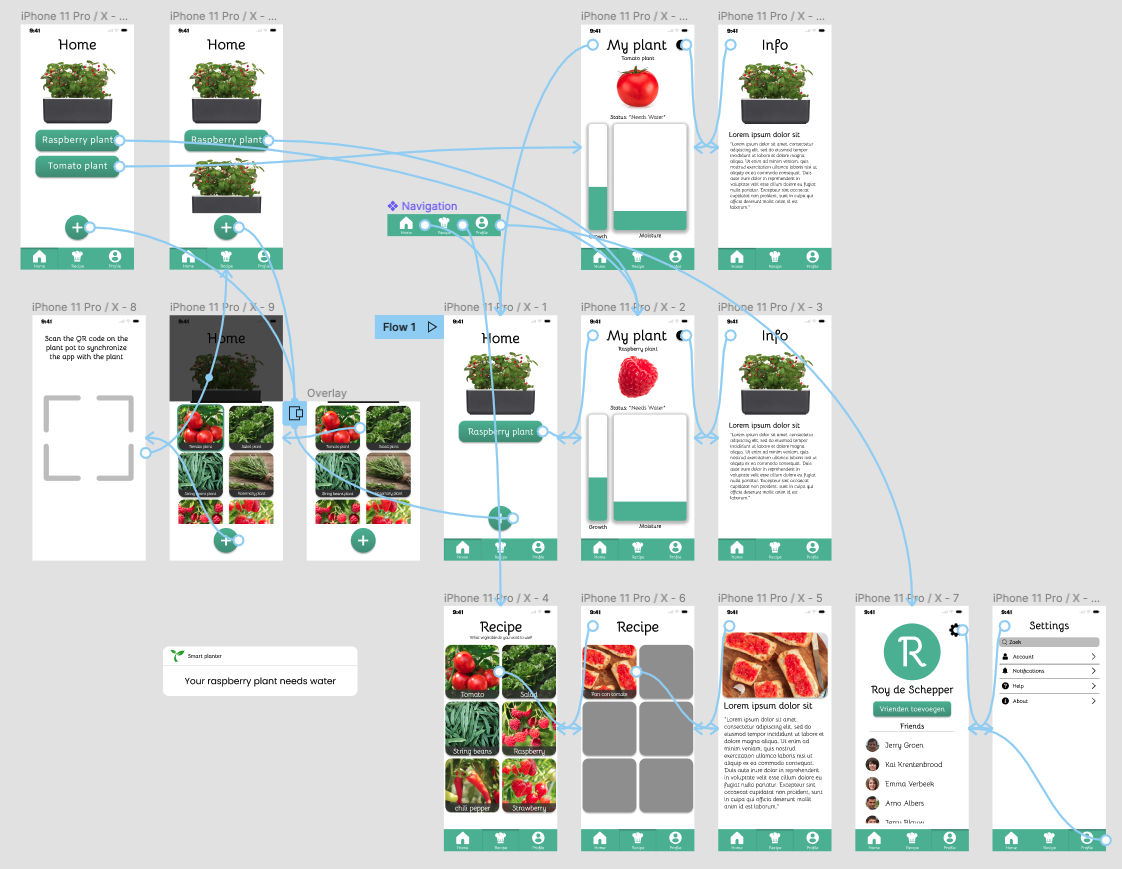 iPhone 11 Pro / X - ...
9:41
Home
Raspberry plant
Tomato plant
+
Home
Recipe
Profile
iPhone 11 Pro / X - ...
9:41
Home
Raspberry plant
+
Home
Recipe
Profile
iPhone 11 Pro / X - ...
9:41
My plant
Tomato plant
Status: "Needs Water"
Growth
Moisture
Home
Recipe
Profile
iPhone 11 Pro / X - ...
9:41
Info
Lorem ipsum dolor sit
"Lorem ipsum dolor sit amet, consectetur
adipiscing elit, sed do eiusmod tempor
incididunt ut labore et dolore magna
aliqua. Ut enim ad minim veniam, quis
nostrud exercitation ullamco laboris nisi ut
aliquip ex ea commodo consequat. Duis
aute irure dolor in reprehenderit in
voluptate velit esse cillum dolore eu fugiat
nulla pariatur. Excepteur sint occaecat
cupidatat non proident, sunt in culpa qui
officia deserunt mollit anim id est
laborum."
Home
Recipe
Profile
Navigation
Home
Recipe
Profile
iPhone 11 Pro / X - 8
9:41
Scan the QR code on the
plant pot to synchronize
the app with the plant
iPhone 11 Pro / X - 9
9:41
Home
Tomato plant
Salad plant
String beans plant
Rosemary plant
+
Overlay
Tomato plant
Salad plant
String beans plant
Rosemary plant
+
Flow 1
iPhone 11 Pro / X - 1
9:41
Home
Raspberry plant
+
Home
Recipe
Profile
iPhone 11 Pro / X - 2
9:41
My plant
Raspberry plant
Status: "Needs Water"
Growth
Moisture
Home
Recipe
Profile
iPhone 11 Pro / X - 3
9:41
Info
Lorem ipsum dolor sit
"Lorem ipsum dolor sit amet, consectetur
adipiscing elit, sed do eiusmod tempor
incididunt ut labore et dolore magna
aliqua. Ut enim ad minim veniam, quis
nostrud exercitation ullamco laboris nisi ut
aliquip ex ea commodo consequat. Duis
aute irure dolor in reprehenderit in
voluptate velit esse cillum dolore eu fugiat
nulla pariatur. Excepteur sint occaecat
cupidatat non proident, sunt in culpa qui
officia deserunt mollit anim id est
laborum."
Home
Recipe
Profile
Smart planter
Your raspberry plant needs water
iPhone 11 Pro / X - 4
9:41
Recipe
What vegetable do you want to use?
Tomato
Salad
String beans
Raspberry
chili pepper
Strawberry
Home
Recipe
Profile
iPhone 11 Pro / X - 6
9:41
Recipe
Pan con tomate
Home
Recipe
Profile
iPhone 11 Pro / X - 5
9:41
Lorem ipsum dolor sit
"Lorem ipsum dolor sit amet,
consectetur adipiscing elit, sed do
eiusmod tempor incididunt ut labore et
dolore magna aliqua. Ut enim ad
minim veniam, quis nostrud
exercitation ullamco laboris nisi ut
aliquip ex ea commodo consequat.
Duis aute irure dolor in reprehenderit
in voluptate velit esse cillum dolore eu
fugiat nulla pariatur. Excepteur sint
occaecat cupidatat non proident, sunt
in culpa qui officia deserunt mollit
anim id est laborum."
Home
Recipe
Profile
iPhone 11 Pro / X - 7
9:41
R
Roy de Schepper
Vrienden toevoegen
Friends
Jerry Groen
Kai Krentenbrood
Emma Verbeek
Arno Albers
Jerry Blauw
Home
Recipe
Profile
iPhone 11 Pro / X - ...
9:41
Settings
Zoek
Account
Notifications
Help
About
Home
Recipe
Profile